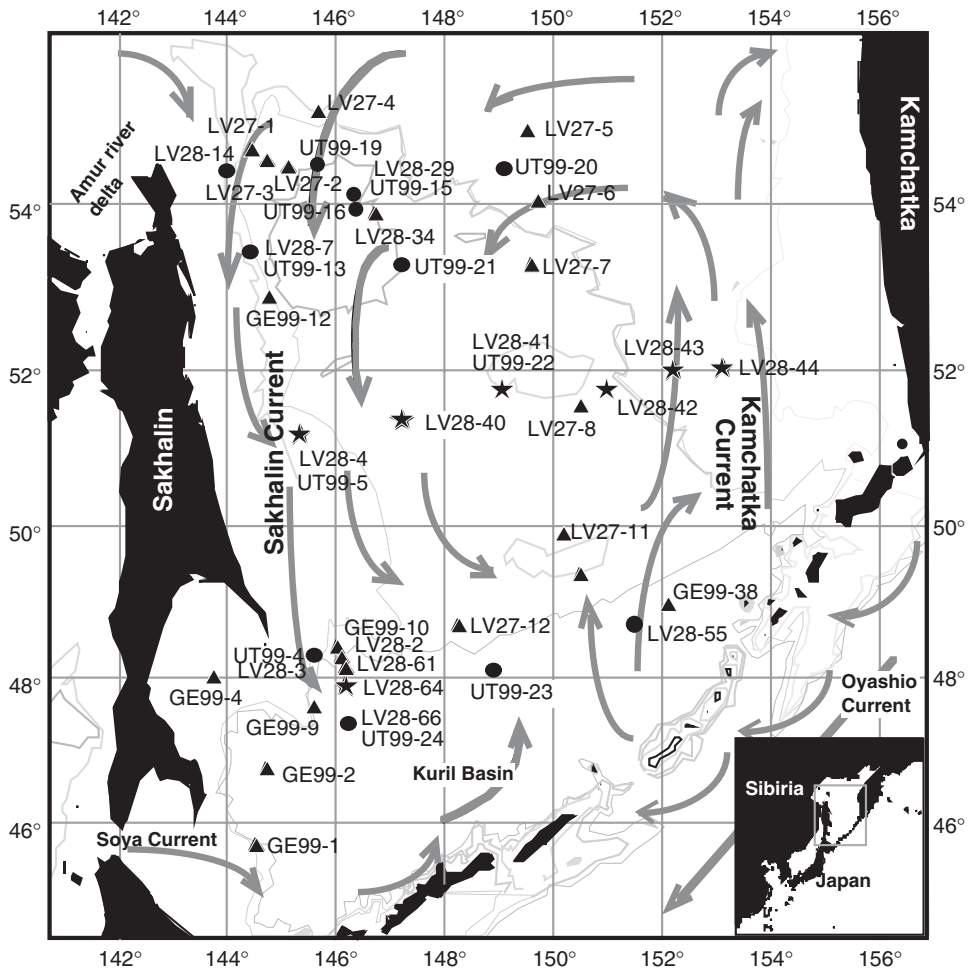 142° 144° 146° 148° 150° 152° 154° 156°
LV27-4
LV27-1
LV27-5
Amur river
delta
LV28-14
UT99-19
LV28-29
UT99-20
LV27-3
LV27-2
UT99-15
LV27-6
54°
UT99-16
54°
LV28-34
LV28-7
UT99-13
UT99-21
LV27-7
GE99-12
Kamchatka
LV28-41
UT99-22
LV28-43
52°
LV28-44
52°
LV28-42
LV28-40
LV27-8
LV28-4
UT99-5
Sakhalin
Sakhalin Current
Kamchatka
Current
50°
LV27-11
50°
GE99-38
GE99-10
LV27-12
LV28-2
LV28-55
UT99-4
LV28-3
LV28-61
48°
LV28-64
UT99-23
48°
GE99-4
Oyashio
Current
GE99-9
LV28-66
UT99-24
GE99-2
Kuril Basin
Sibiria
46°
46°
Soya Current
GE99-1
Japan
142° 144° 146° 148° 150° 152° 154° 156°